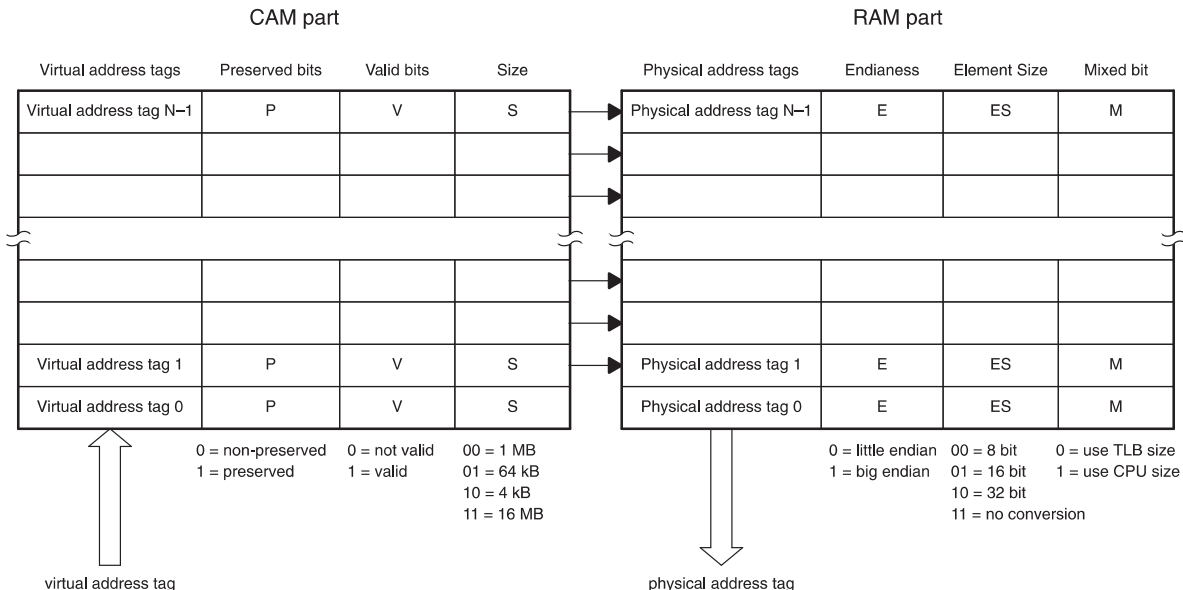 CAM part
RAM part
Virtual address tags Preserved bits Valid bits Size
Physical address tags Endianess Element Size Mixed bit
Virtual address tag N–1 P V S
Physical address tag N–1 E ES M
Virtual address tag 1 P V S
Physical address tag 1 E ES M
Virtual address tag 0 P V S
Physical address tag 0 E ES M
0 = non-preserved
1 = preserved
0 = not valid
1 = valid
00 = 1 MB
01 = 64 kB
10 = 4 kB
11 = 16 MB
0 = little endian
1 = big endian
00 = 8 bit
01 = 16 bit
10 = 32 bit
11 = no conversion
0 = use TLB size
1 = use CPU size
virtual address tag
physical address tag